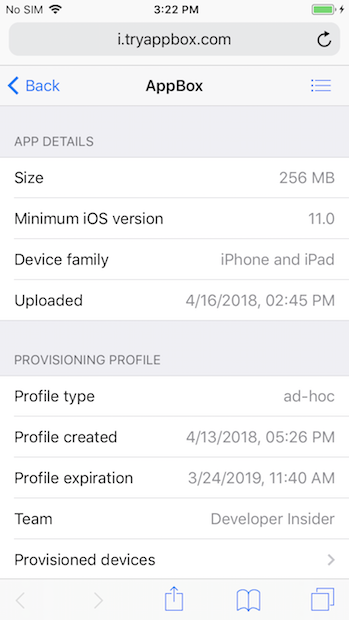 No SIM 3:22 PM
i.tryappbox.com
Back AppBox
APP DETAILS
Size 256 MB
Minimum iOS version 11.0
Device family iPhone and iPad
Uploaded 4/16/2018, 02:45 PM
PROVISIONING PROFILE
Profile type ad-hoc
Profile created 4/13/2018, 05:26 PM
Profile expiration 3/24/2019, 11:40 AM
Team Developer Insider
Provisioned devices